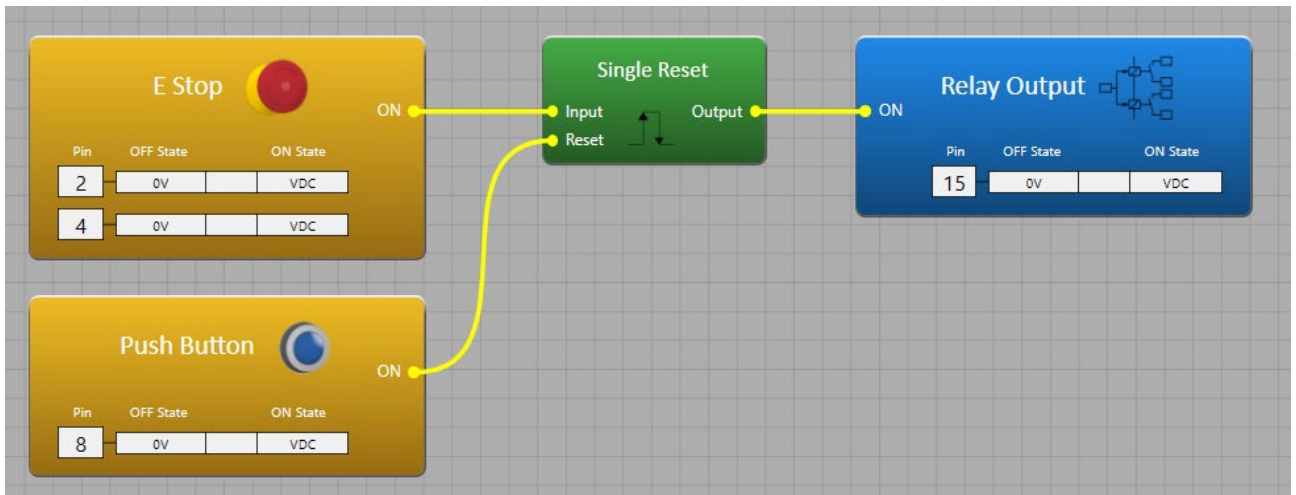 E Stop
ON
Pin OFF State ON State
2 0V VDC
4 0V VDC
Single Reset
Input Output
Reset
Relay Output
ON
Pin OFF State ON State
15 0V VDC
Push Button
ON
Pin OFF State ON State
8 0V VDC